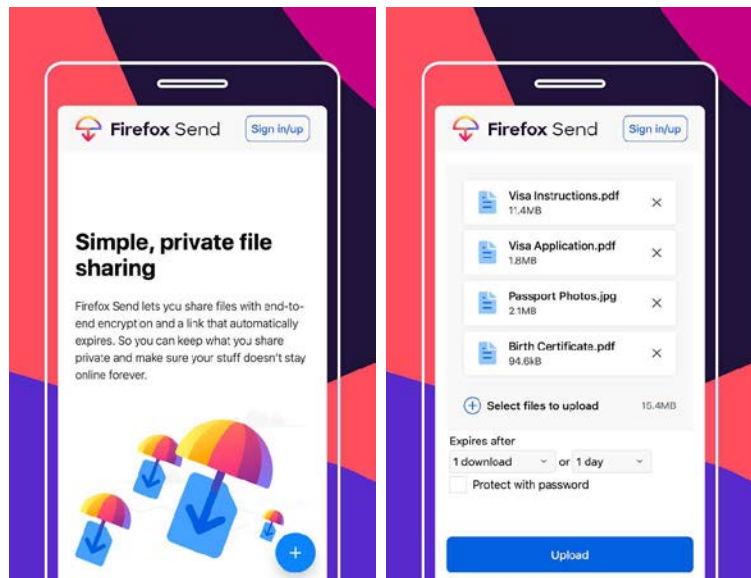 Firefox Send
Sign in/up
Simple, private file
sharing
Firefox Send lets you share files with end-to-
end encryption and a link that automatically
expires. So you can keep what you share
private and make sure your stuff doesn't stay
online forever.
Firefox Send
Sign in/up
Visa Instructions.pdf
11.4MB
Visa Application.pdf
1.8MB
Passport Photos.jpg
2.1MB
Birth Certificate.pdf
94.6kB
Select files to upload 15.4MB
Expires after
1 download or 1 day
Protect with password
Upload